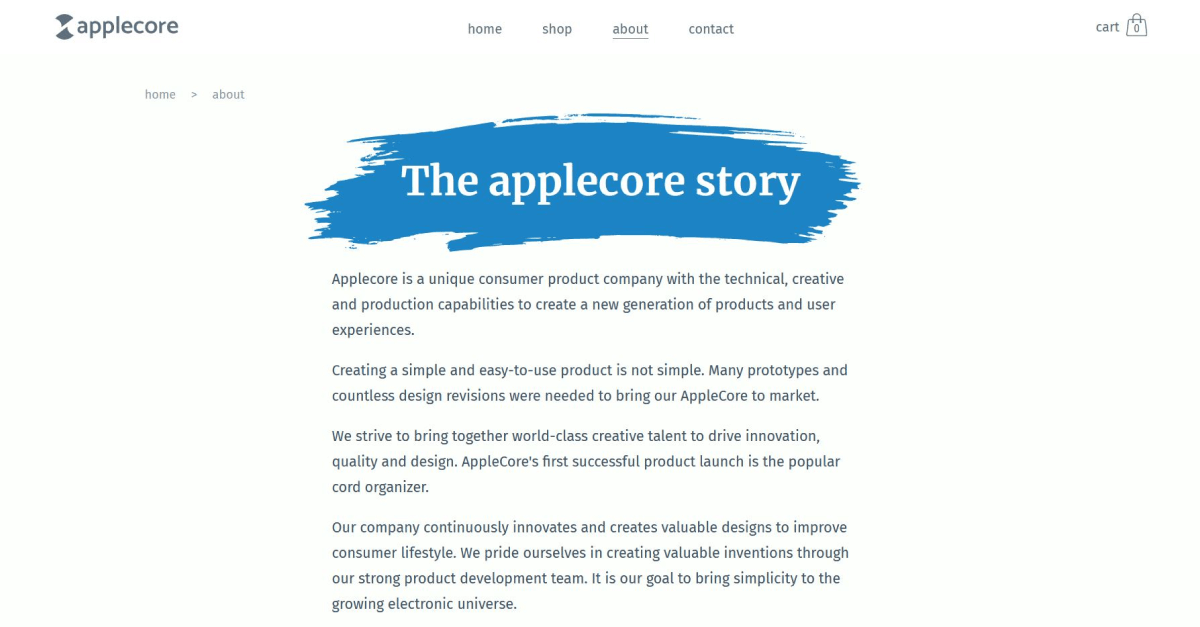 applecore
home shop about contact
cart 0
home > about
The applecore story
Applecore is a unique consumer product company with the technical, creative
and production capabilities to create a new generation of products and user
experiences.
Creating a simple and easy-to-use product is not simple. Many prototypes and
countless design revisions were needed to bring our AppleCore to market.
We strive to bring together world-class creative talent to drive innovation,
quality and design. AppleCore's first successful product launch is the popular
cord organizer.
Our company continuously innovates and creates valuable designs to improve
consumer lifestyle. We pride ourselves in creating valuable inventions through
our strong product development team. It is our goal to bring simplicity to the
growing electronic universe.